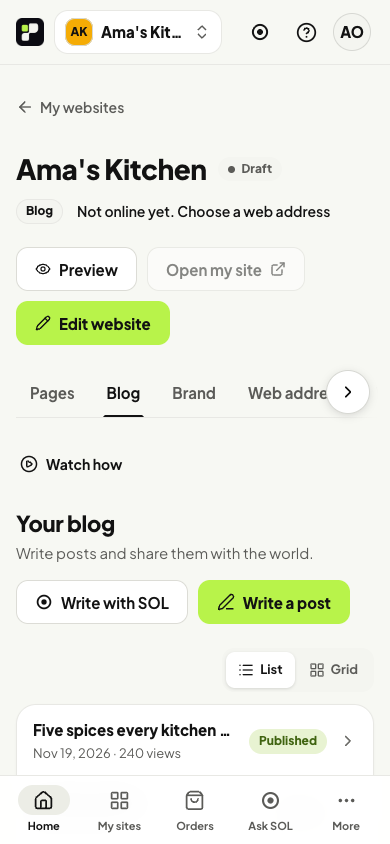 AK Ama's Kit... AO
My websites
Ama's Kitchen Draft
Blog Not online yet. Choose a web address
Preview Open my site
Edit website
Pages Blog Brand Web addre
Watch how
Your blog
Write posts and share them with the world.
Write with SOL Write a post
List Grid
Five spices every kitchen ... Published
Nov 19, 2026 · 240 views
Home My sites Orders Ask SOL More